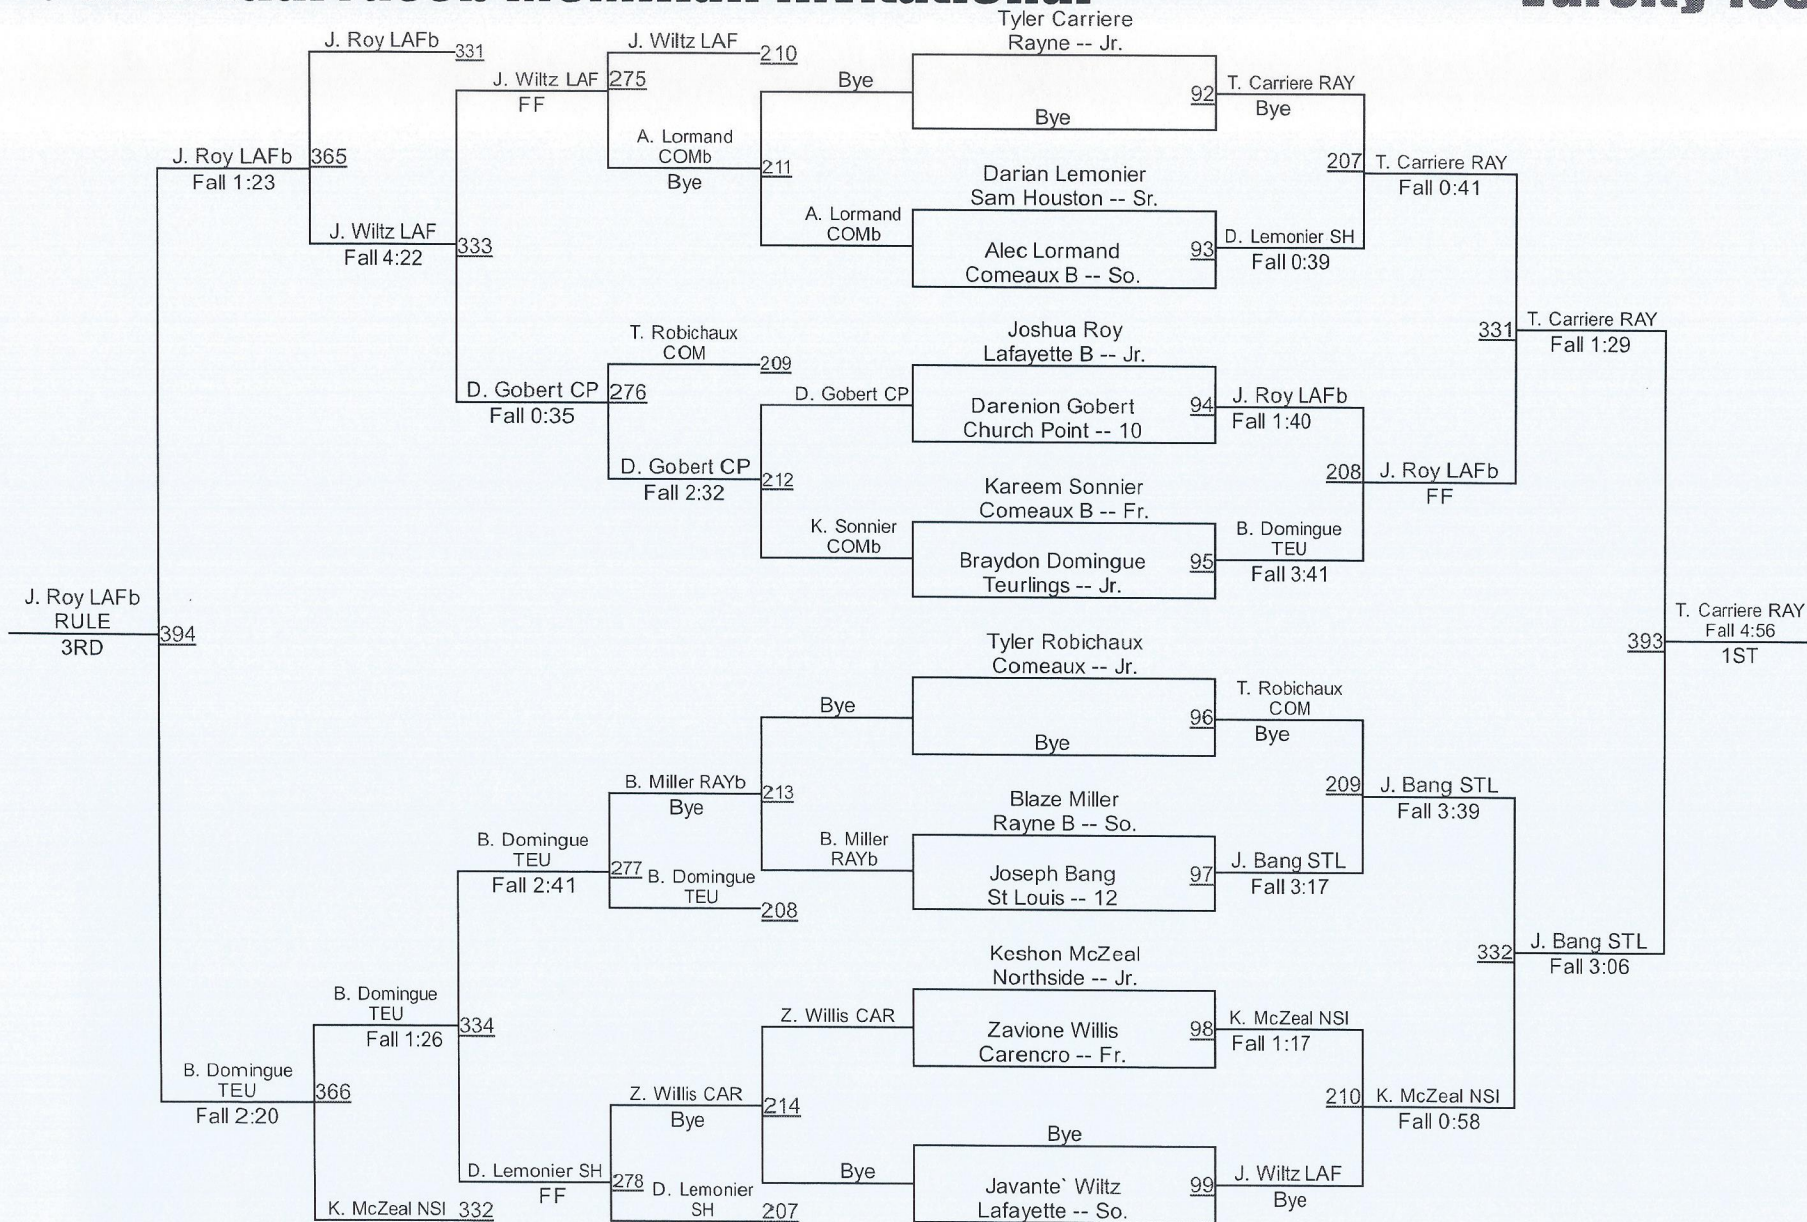 Tyler Carriere
Rayne -- Jr.
J. Roy LAFb
331
J. Wiltz LAF
210
J. Wiltz LAF
275
FF
Bye
92
T. Carriere RAY
Bye
Bye
A. Lormand
COMb
211
Bye
J. Roy LAFb
365
Fall 1:23
207
T. Carriere RAY
Fall 0:41
Darian Lemonier
Sam Houston -- Sr.
A. Lormand
COMb
J. Wiltz LAF
333
Fall 4:22
Alec Lormand
Comeaux B -- So.
93
D. Lemonier SH
Fall 0:39
T. Robichaux
COM
209
Joshua Roy
Lafayette B -- Jr.
331
T. Carriere RAY
Fall 1:29
D. Gobert CP
276
Fall 0:35
D. Gobert CP
Darenion Gobert
Church Point -- 10
94
J. Roy LAFb
Fall 1:40
D. Gobert CP
212
Fall 2:32
208
J. Roy LAFb
FF
Kareem Sonnier
Comeaux B -- Fr.
K. Sonnier
COMb
Braydon Domingue
Teurlings -- Jr.
95
B. Domingue
TEU
Fall 3:41
J. Roy LAFb
RULE
394
3RD
T. Carriere RAY
Fall 4:56
393
1ST
Tyler Robichaux
Comeaux -- Jr.
Bye
Bye
96
T. Robichaux
COM
Bye
B. Miller RAYb
213
Bye
209
J. Bang STL
Fall 3:39
Blaze Miller
Rayne B -- So.
B. Domingue
TEU
277
Fall 2:41
B. Miller
RAYb
B. Domingue
TEU
208
Joseph Bang
St Louis -- 12
97
J. Bang STL
Fall 3:17
332
J. Bang STL
Fall 3:06
Keshon McZeal
Northside -- Jr.
B. Domingue
TEU
334
Fall 1:26
Z. Willis CAR
Zavione Willis
Carencro -- Fr.
98
K. McZeal NSI
Fall 1:17
B. Domingue
TEU
366
Fall 2:20
Z. Willis CAR
214
Bye
210
K. McZeal NSI
Fall 0:58
Bye
D. Lemonier SH
278
FF
D. Lemonier
SH
207
Bye
Javante` Wiltz
Lafayette -- So.
99
J. Wiltz LAF
Bye
K. McZeal NSI
332